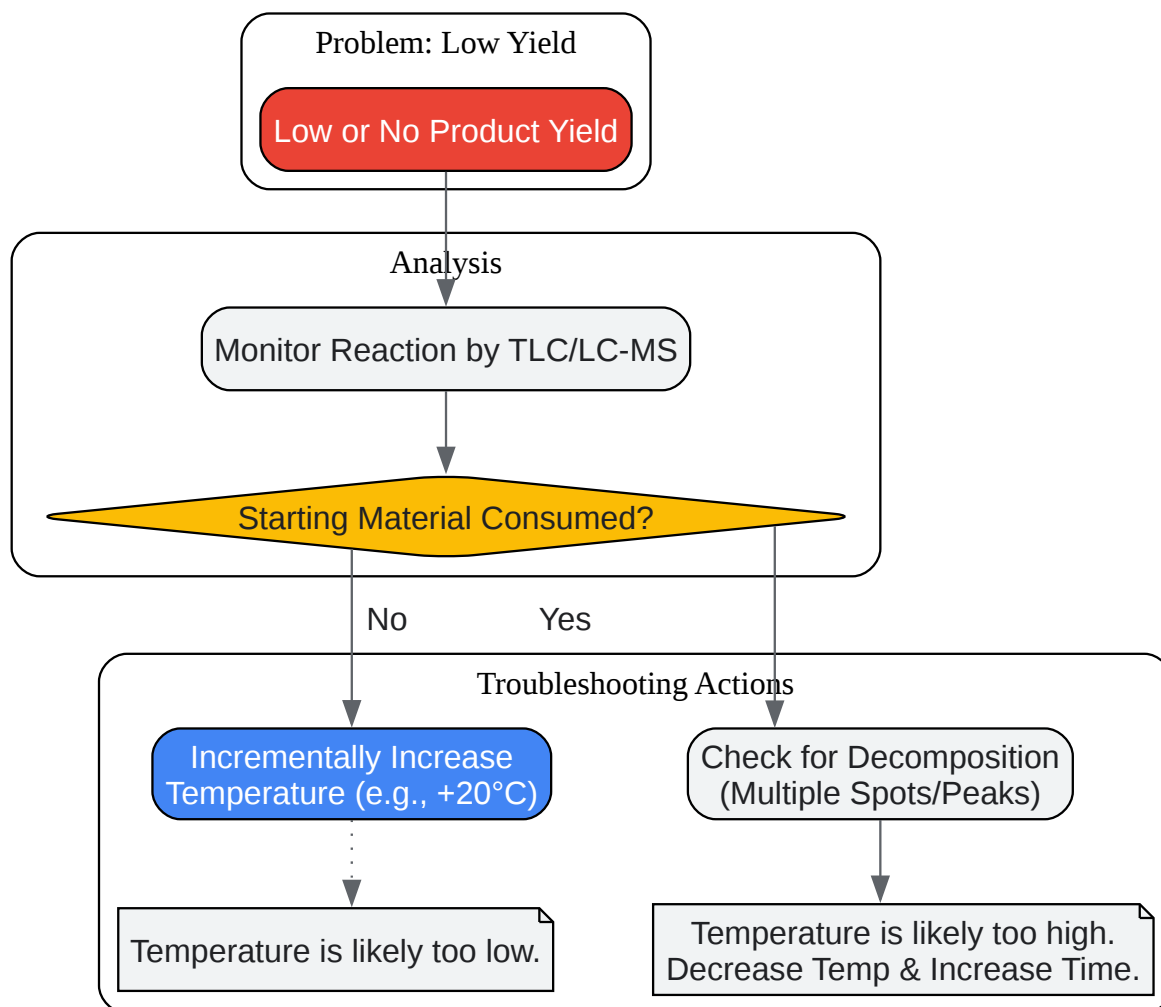 Problem: Low Yield
Low or No Product Yield
Analysis
Monitor Reaction by TLC/LC-MS
Starting Material Consumed?
No
Yes
Troubleshooting Actions
Incrementally Increase
Temperature (e.g., +20°C)
Check for Decomposition
(Multiple Spots/Peaks)
Temperature is likely too low.
Temperature is likely too high.
Decrease Temp & Increase Time.